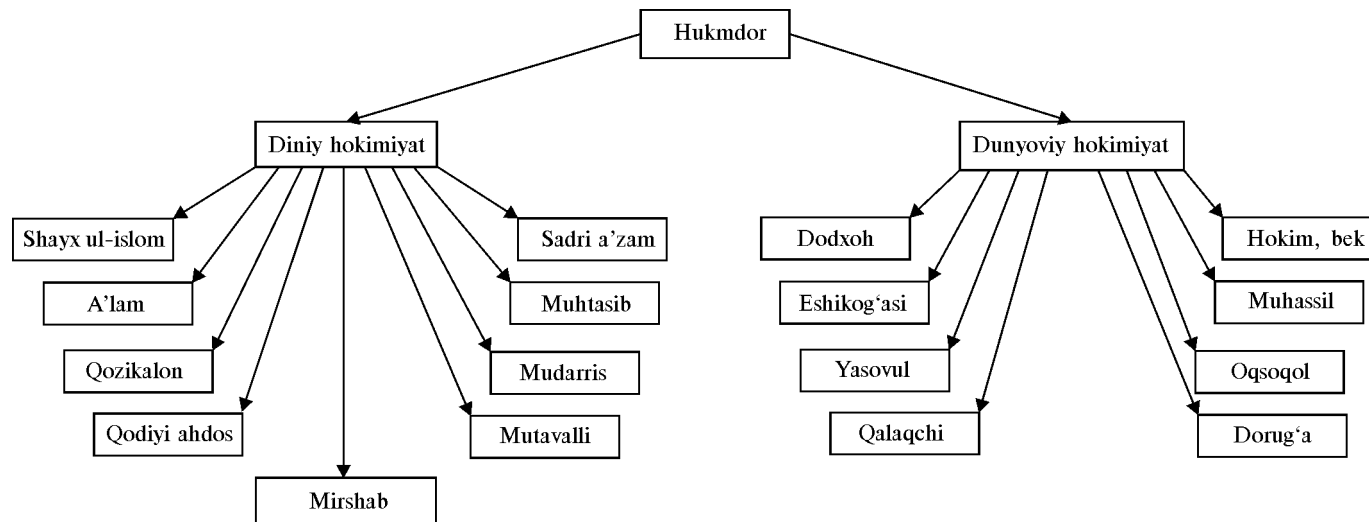 Hukmdor
Diniy hokimiyat
Dunyoviy hokimiyat
Shayx ul-islom
Sadri a’zam
Dodxoh
Hokim, bek
A’lam
Muhtasib
Eshikog‘asi
Muhassil
Qozikalon
Mudarris
Yasovul
Oqsoqol
Qodiyi ahdos
Mutavalli
Qalaqchi
Dorug‘a
Mirshab